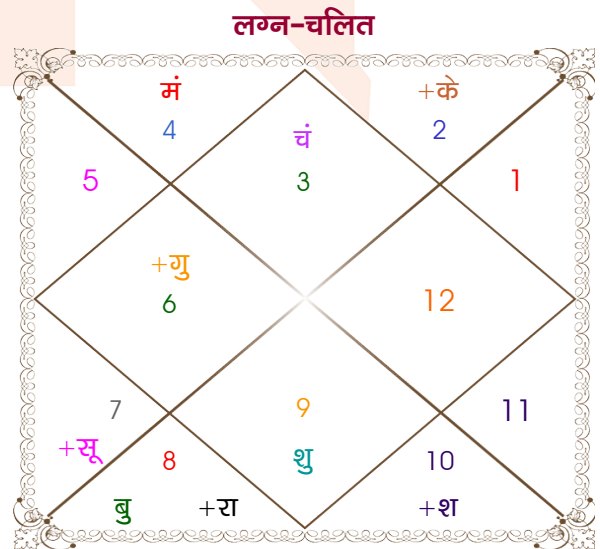 लग्न-चलित
मं +के
4 चं 2
5 3 1
+गु
6 12
7 9 11
+सू 8 शु 10
बु +रा +श